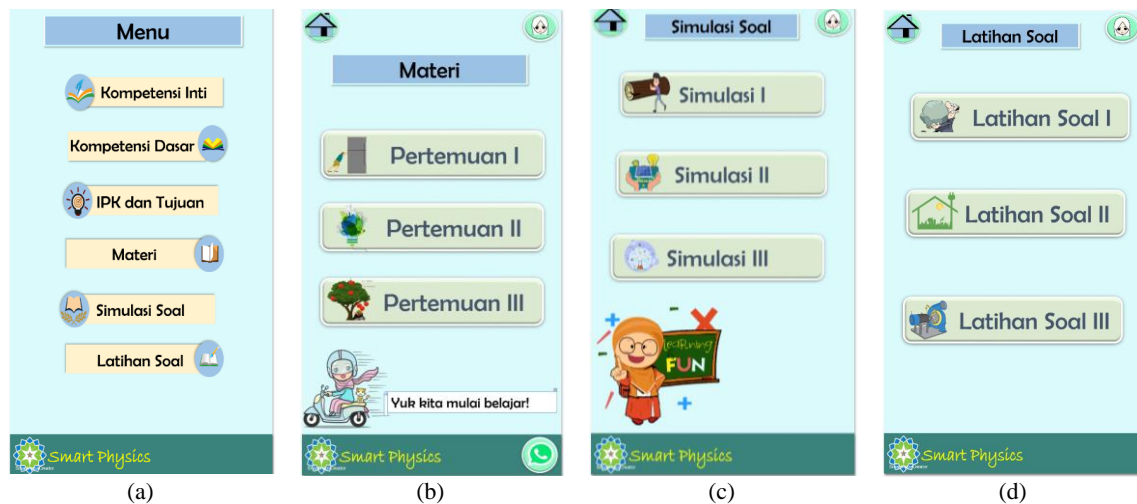 Menu
Kompetensi Inti
Kompetensi Dasar
IPK dan Tujuan
Materi
Simulasi Soal
Latihan Soal
Smart Physics
(a)
Materi
Pertemuan I
Pertemuan II
Pertemuan III
Yuk kita mulai belajar!
Smart Physics
(b)
Simulasi Soal
Simulasi I
Simulasi II
Simulasi III
Learning
FUN
Smart Physics
(c)
Latihan Soal
Latihan Soal I
Latihan Soal II
Latihan Soal III
Smart Physics
(d)